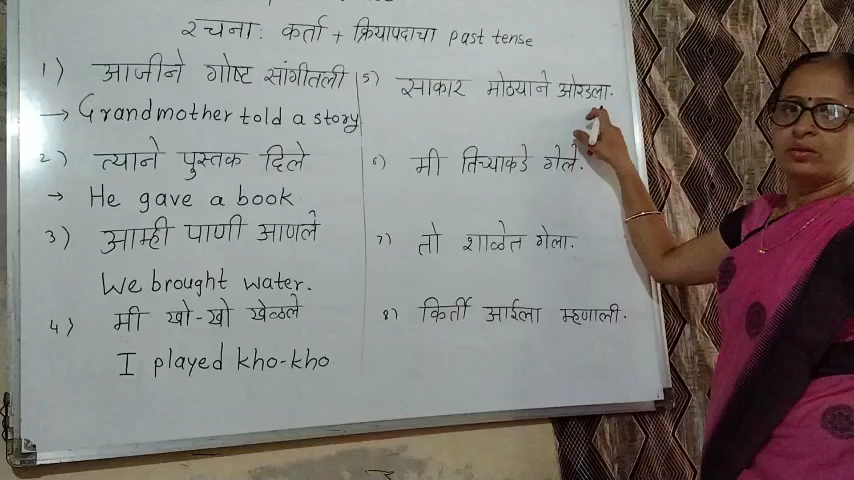 रचना: कर्ता + क्रियापदाचा past tense
१) आजीने गोष्ट सांगीतली
→ Grandmother told a story
२) त्याने पुस्तक दिले
→ He gave a book
३) आम्ही पाणी आणले
We brought water.
४) मी खो-खो खेळले
I played kho-kho
५) साकार मोठयाने ओरडला.
६) मी तिच्याकडे गेले.
७) तो शाळेत गेला.
८) किर्ती आईला म्हणाली.